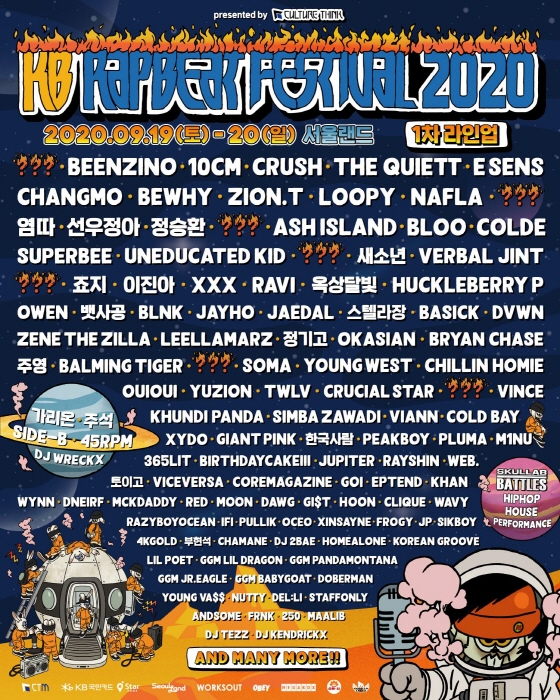 presented by CULTURE THINK
KB RAPBEAT FESTIVAL 2020
2020.09.19(토) - 20(일) 서울랜드 1차 라인업
??? · BEENZINO · 10CM · CRUSH · THE QUIETT · E SENS
CHANGMO · BEWHY · ZION.T · LOOPY · NAFLA · ???
염따 · 선우정아 · 정승환 · ??? · ASH ISLAND · BLOO · COLDE
SUPERBEE · UNEDUCATED KID · ??? · 새소년 · VERBAL JINT
??? · 죠지 · 이진아 · XXX · RAVI · 옥상달빛 · HUCKLEBERRY P
OWEN · 뱃사공 · BLNK · JAYHO · JAEDAL · 스텔라장 · BASICK · DVWN
ZENE THE ZILLA · LEELLAMARZ · 정기고 · OKASIAN · BRYAN CHASE
주영 · BALMING TIGER · ??? · SOMA · YOUNG WEST · CHILLIN HOMIE
OUIOUI · YUZION · TWLV · CRUCIAL STAR · ??? · VINCE
가리온 · 주석
SIDE-B · 45RPM
DJ WRECKX
KHUNDI PANDA · SIMBA ZAWADI · VIANN · COLD BAY
XYDO · GIANT PINK · 한국사람 · PEAKBOY · PLUMA · M1NU
365LIT · BIRTHDAYCAKEIII · JUPITER · RAYSHIN · WEB.
토이고 · VICEVERSA · COREMAGAZINE · GOI · EPTEND · KHAN
SKULLAB
BATTLES
HIPHOP
HOUSE
PERFORMANCE
WYNN · DNEIRF · MCKDADDY · RED · MOON · DAWG · GI$T · HOON · CLIQUE · WAVY
RAZYBOYOCEAN · IFI · PULLIK · OCEO · XINSAYNE · FROGY · JP · SIKBOY
4KGOLD · 부현석 · CHAMANE · DJ 2BAE · HOMEALONE · KOREAN GROOVE
LIL POET · GGM LIL DRAGON · GGM PANDAMONTANA
GGM JR.EAGLE · GGM BABYGOAT · DOBERMAN
YOUNG VA$$ · NUTTY · DEL:LI · STAFFONLY
ANDSOME · FRNK · 250 · MAALIB
DJ TEZZ · DJ KENDRICKX
AND MANY MORE!!
CTM KB국민카드 Star SeoulLand WORKSOUT OBEY